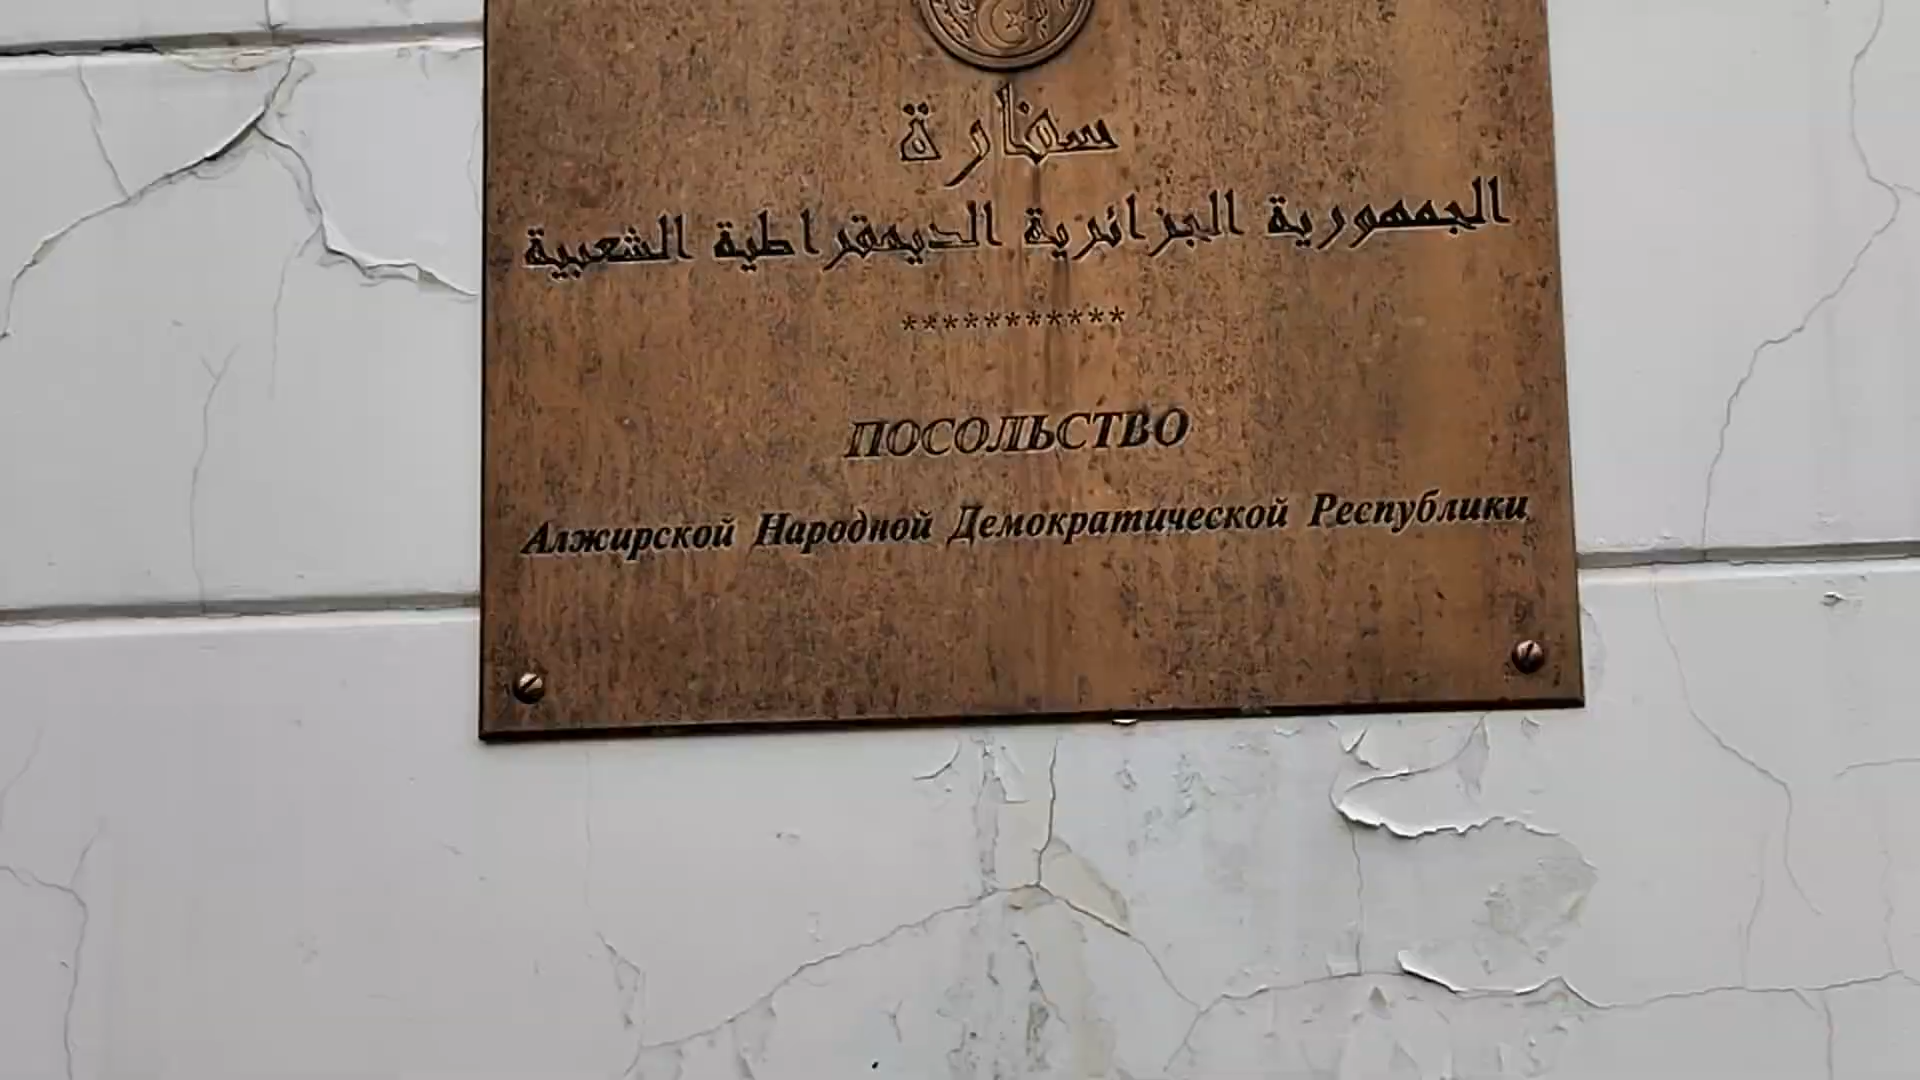 سفارة
الجمهورية الجزائرية الديمقراطية الشعبية
***********
ПОСОЛЬСТВО
Алжирской Народной Демократической Республики